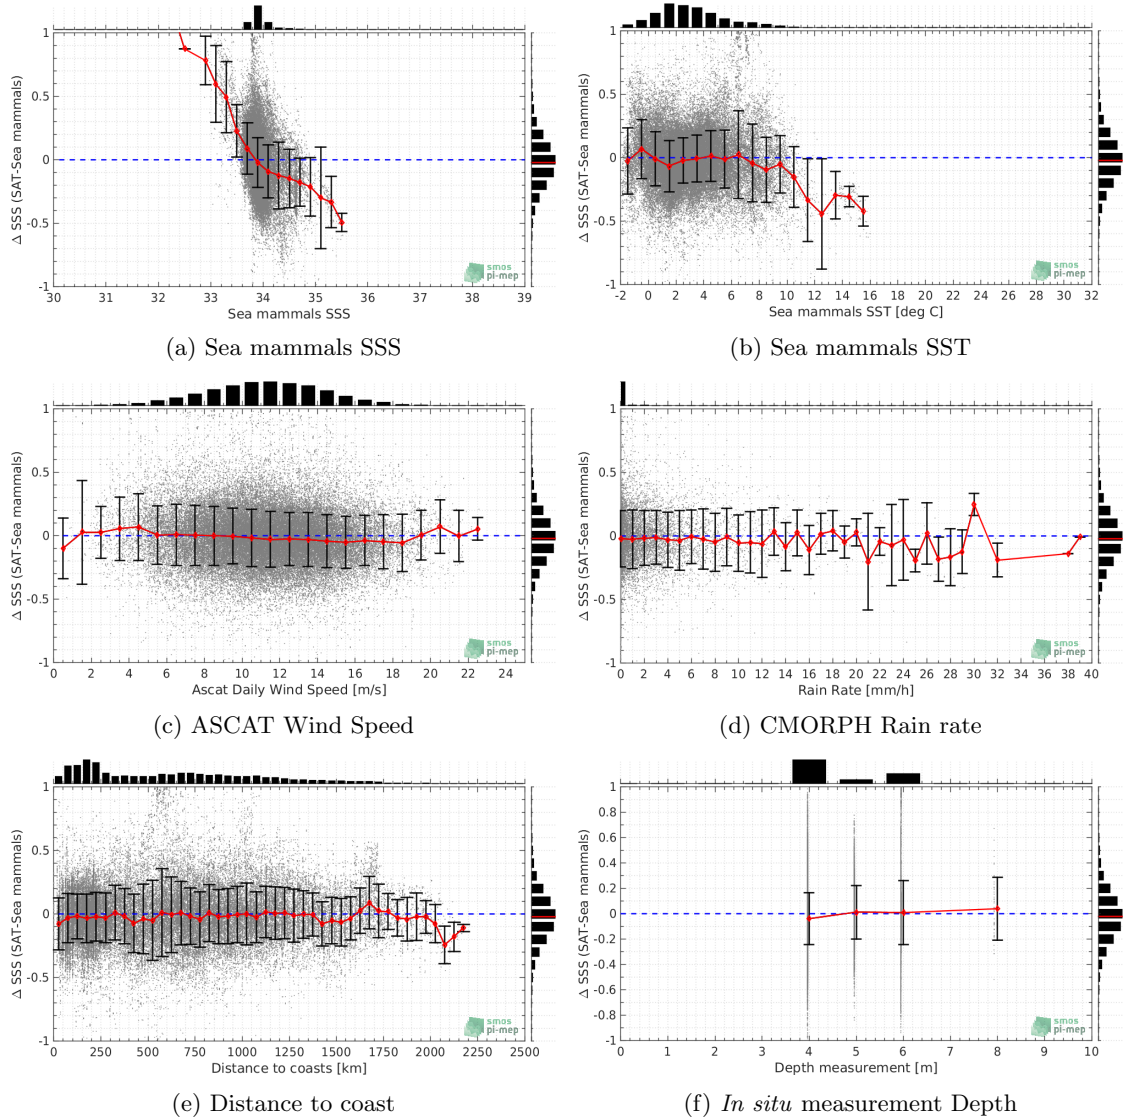 1
0.5
0
-0.5
-1
Δ SSS (SAT-Sea mammals)
30 31 32 33 34 35 36 37 38 39
Sea mammals SSS
smos
pi-mep
(a) Sea mammals SSS
1
0.5
0
-0.5
-1
Δ SSS (SAT-Sea mammals)
-2 0 2 4 6 8 10 12 14 16 18 20 22 24 26 28 30 32
Sea mammals SST [deg C]
smos
pi-mep
(b) Sea mammals SST
1
0.5
0
-0.5
-1
Δ SSS (SAT-Sea mammals)
0 2 4 6 8 10 12 14 16 18 20 22 24
Ascat Daily Wind Speed [m/s]
smos
pi-mep
(c) ASCAT Wind Speed
1
0.5
0
-0.5
-1
Δ SSS (SAT-Sea mammals)
0 2 4 6 8 10 12 14 16 18 20 22 24 26 28 30 32 34 36 38 40
Rain Rate [mm/h]
smos
pi-mep
(d) CMORPH Rain rate
1
0.5
0
-0.5
-1
Δ SSS (SAT-Sea mammals)
0 250 500 750 1000 1250 1500 1750 2000 2250 2500
Distance to coasts [km]
smos
pi-mep
(e) Distance to coast
1
0.8
0.6
0.4
0.2
0
-0.2
-0.4
-0.6
-0.8
-1
Δ SSS (SAT-Sea mammals)
0 1 2 3 4 5 6 7 8 9 10
Depth measurement [m]
smos
pi-mep
(f) In situ measurement Depth